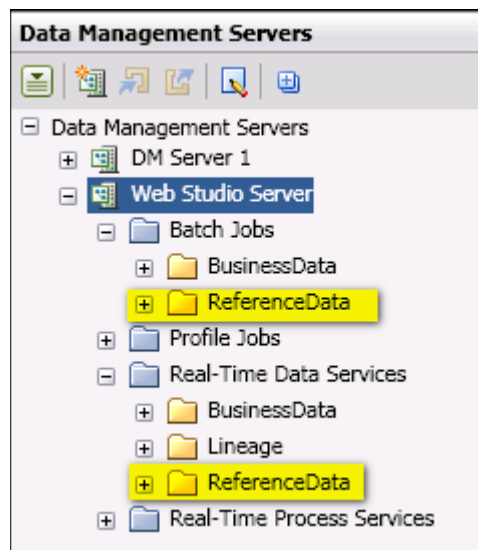 Data Management Servers
Data Management Servers
DM Server 1
Web Studio Server
Batch Jobs
BusinessData
ReferenceData
Profile Jobs
Real-Time Data Services
BusinessData
Lineage
ReferenceData
Real-Time Process Services